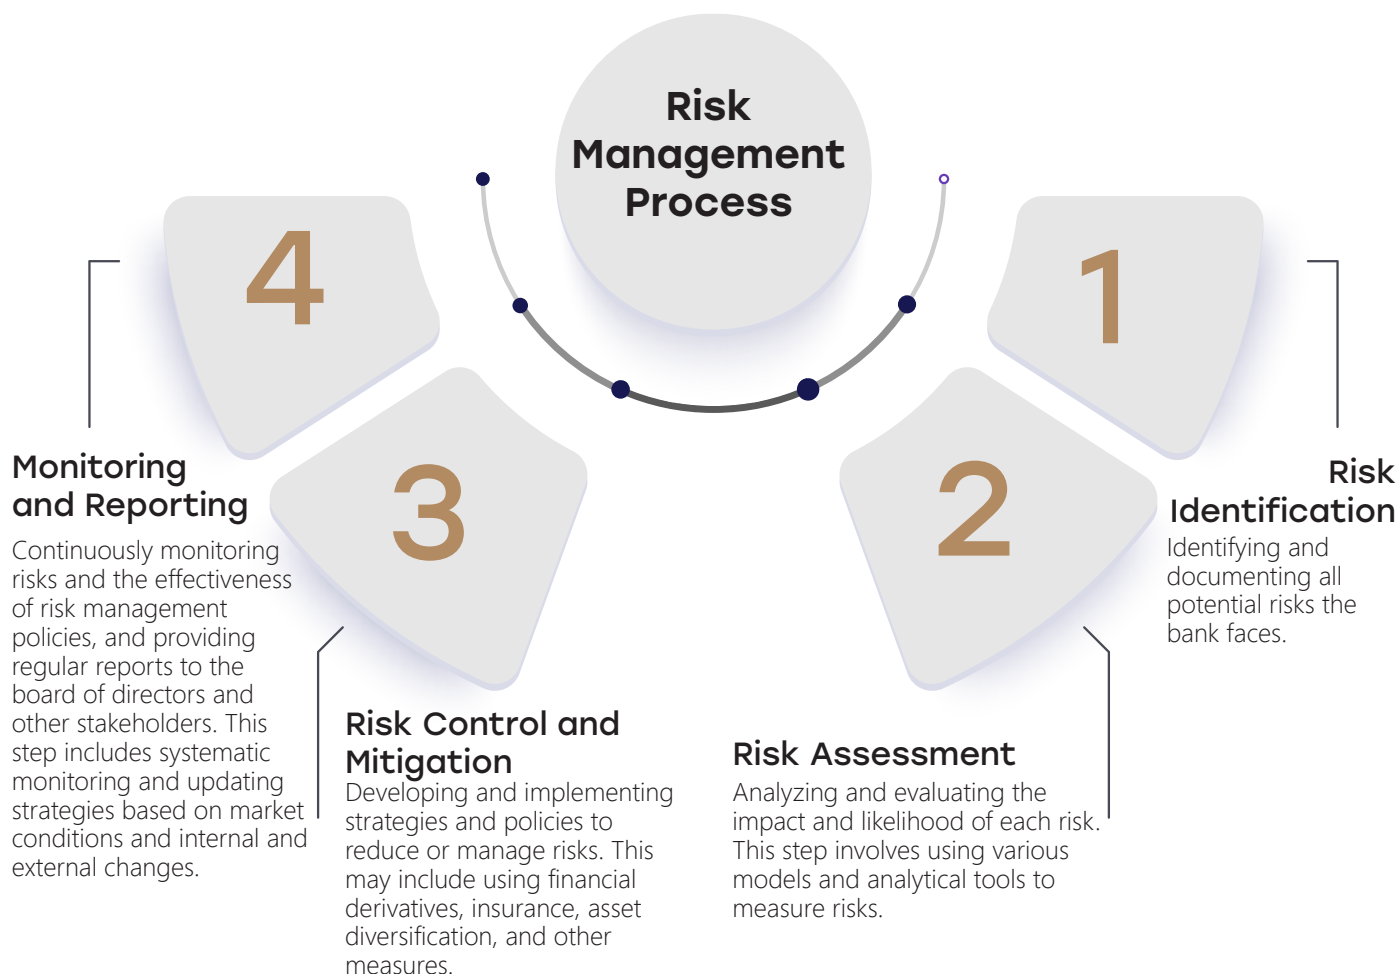 Risk
Management
Process
1
Risk
Identification
Identifying and
documenting all
potential risks the
bank faces.
2
Risk Assessment
Analyzing and evaluating the
impact and likelihood of each risk.
This step involves using various
models and analytical tools to
measure risks.
3
Risk Control and
Mitigation
Developing and implementing
strategies and policies to
reduce or manage risks. This
may include using financial
derivatives, insurance, asset
diversification, and other
measures.
4
Monitoring
and Reporting
Continuously monitoring
risks and the effectiveness
of risk management
policies, and providing
regular reports to the
board of directors and
other stakeholders. This
step includes systematic
monitoring and updating
strategies based on market
conditions and internal and
external changes.